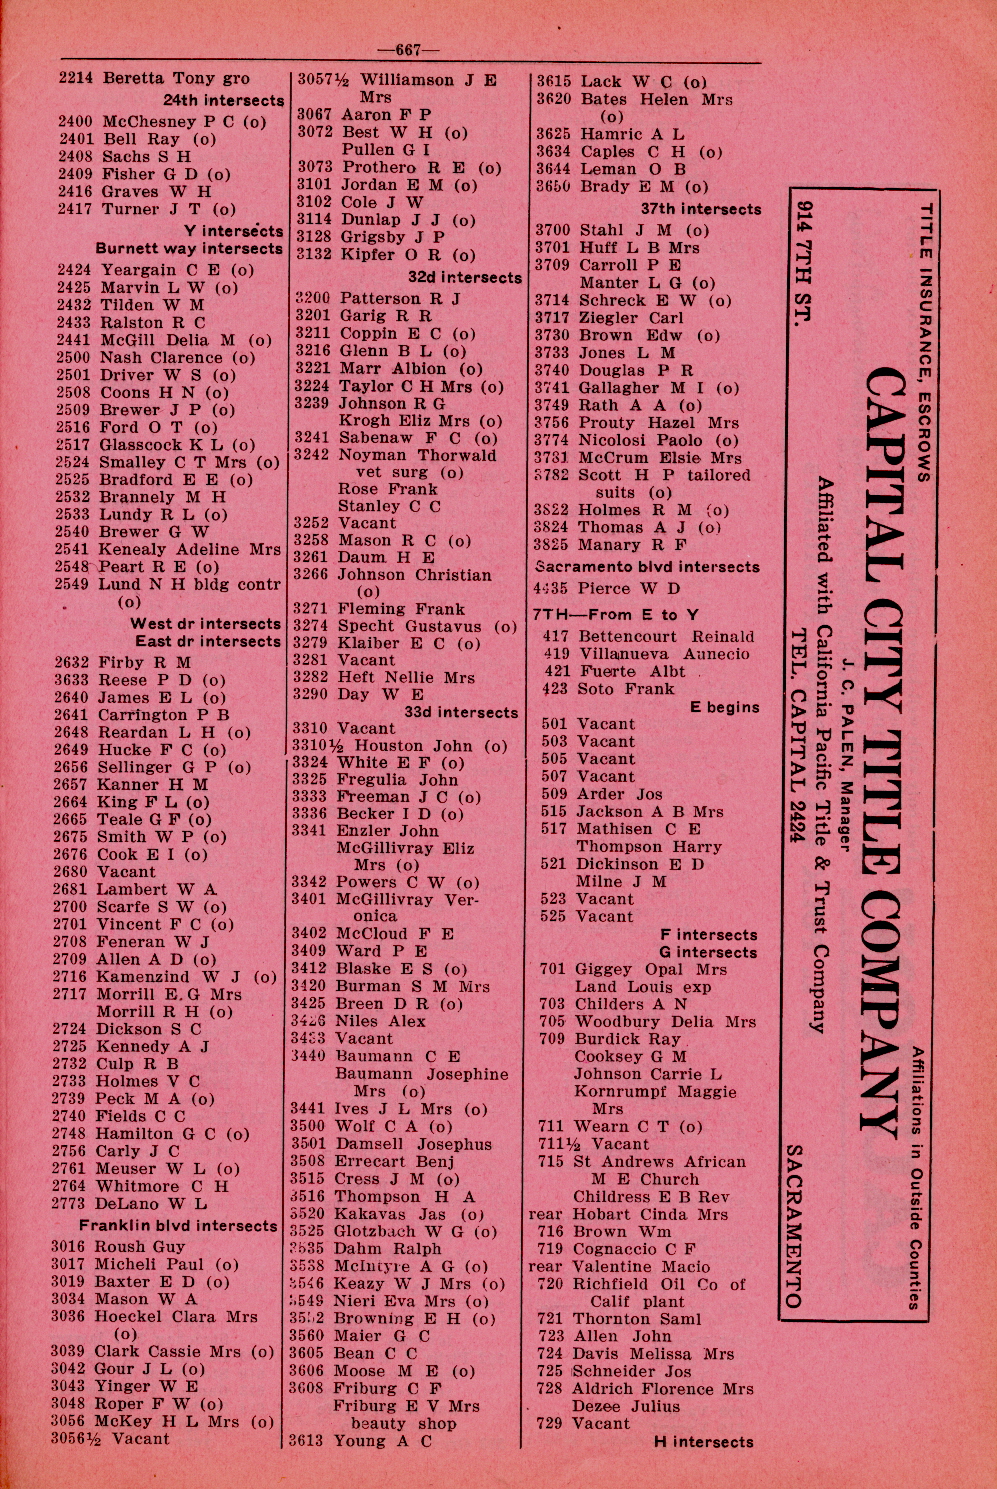 —667—
2214 Beretta Tony gro
24th intersects
2400 McChesney P C (o)
2401 Bell Ray (o)
2408 Sachs S H
2409 Fisher G D (o)
2416 Graves W H
2417 Turner J T (o)
Y intersects
Burnett way intersects
2424 Yeargain C E (o)
2425 Marvin L W (o)
2432 Tilden W M
2433 Ralston R C
2441 McGill Delia M (o)
2500 Nash Clarence (o)
2501 Driver W S (o)
2508 Coons H N (o)
2509 Brewer J P (o)
2516 Ford O T (o)
2517 Glasscock K L (o)
2524 Smalley C T Mrs (o)
2525 Bradford E E (o)
2532 Brannely M H
2533 Lundy R L (o)
2540 Brewer G W
2541 Kenealy Adeline Mrs
2548 Peart R E (o)
2549 Lund N H bldg contr
(o)
West dr intersects
East dr intersects
2632 Firby R M
3633 Reese P D (o)
2640 James E L (o)
2641 Carrington P B
2648 Reardan L H (o)
2649 Hucke F C (o)
2656 Sellinger G P (o)
2657 Kanner H M
2664 King F L (o)
2665 Teale G F (o)
2675 Smith W P (o)
2676 Cook E I (o)
2680 Vacant
2681 Lambert W A
2700 Scarfe S W (o)
2701 Vincent F C (o)
2708 Feneran W J
2709 Allen A D (o)
2716 Kamenzind W J (o)
2717 Morrill E. G Mrs
Morrill R H (o)
2724 Dickson S C
2725 Kennedy A J
2732 Culp R B
2733 Holmes V C
2739 Peck M A (o)
2740 Fields C C
2748 Hamilton G C (o)
2756 Carly J C
2761 Meuser W L (o)
2764 Whitmore C H
2773 DeLano W L
Franklin blvd intersects
3016 Roush Guy
3017 Micheli Paul (o)
3019 Baxter E D (o)
3034 Mason W A
3036 Hoeckel Clara Mrs
(o)
3039 Clark Cassie Mrs (o)
3042 Gour J L (o)
3043 Yinger W E
3048 Roper F W (o)
3056 McKey H L Mrs (o)
3056½ Vacant
3057½ Williamson J E
Mrs
3067 Aaron F P
3072 Best W H (o)
Pullen G I
3073 Prothero R E (o)
3101 Jordan E M (o)
3102 Cole J W
3114 Dunlap J J (o)
3128 Grigsby J P
3132 Kipfer O R (o)
32d intersects
3200 Patterson R J
3201 Garig R R
3211 Coppin E C (o)
3216 Glenn B L (o)
3221 Marr Albion (o)
3224 Taylor C H Mrs (o)
3239 Johnson R G
Krogh Eliz Mrs (o)
3241 Sabenaw F C (o)
3242 Noyman Thorwald
vet surg (o)
Rose Frank
Stanley C C
3252 Vacant
3258 Mason R C (o)
3261 Daum H E
3266 Johnson Christian
(o)
3271 Fleming Frank
3274 Specht Gustavus (o)
3279 Klaiber E C (o)
3281 Vacant
3282 Heft Nellie Mrs
3290 Day W E
33d intersects
3310 Vacant
3310½ Houston John (o)
3324 White E F (o)
3325 Fregulia John
3333 Freeman J C (o)
3336 Becker I D (o)
3341 Enzler John
McGillivray Eliz
Mrs (o)
3342 Powers C W (o)
3401 McGillivray Ver-
onica
3402 McCloud F E
3409 Ward P E
3412 Blaske E S (o)
3420 Burman S M Mrs
3425 Breen D R (o)
3426 Niles Alex
3433 Vacant
3440 Baumann C E
Baumann Josephine
Mrs (o)
3441 Ives J L Mrs (o)
3500 Wolf C A (o)
3501 Damsell Josephus
3508 Errecart Benj
3515 Cress J M (o)
3516 Thompson H A
3520 Kakavas Jas (o)
3525 Glotzbach W G (o)
3535 Dahm Ralph
3538 McIntyre A G (o)
3546 Keazy W J Mrs (o)
3549 Nieri Eva Mrs (o)
3552 Browning E H (o)
3560 Maier G C
3605 Bean C C
3606 Moose M E (o)
3608 Friburg C F
Friburg E V Mrs
beauty shop
3613 Young A C
3615 Lack W C (o)
3620 Bates Helen Mrs
(o)
3625 Hamric A L
3634 Caples C H (o)
3644 Leman O B
3650 Brady E M (o)
37th intersects
3700 Stahl J M (o)
3701 Huff L B Mrs
3709 Carroll P E
Manter L G (o)
3714 Schreck E W (o)
3717 Ziegler Carl
3730 Brown Edw (o)
3733 Jones L M
3740 Douglas P R
3741 Gallagher M I (o)
3749 Rath A A (o)
3756 Prouty Hazel Mrs
3774 Nicolosi Paolo (o)
3781 McCrum Elsie Mrs
3782 Scott H P tailored
suits (o)
3822 Holmes R M (o)
3824 Thomas A J (o)
3825 Manary R F
Sacramento blvd intersects
4435 Pierce W D
7TH—From E to Y
417 Bettencourt Reinald
419 Villanueva Aunecio
421 Fuerte Albt
423 Soto Frank
E begins
501 Vacant
503 Vacant
505 Vacant
507 Vacant
509 Arder Jos
515 Jackson A B Mrs
517 Mathisen C E
Thompson Harry
521 Dickinson E D
Milne J M
523 Vacant
525 Vacant
F intersects
G intersects
701 Giggey Opal Mrs
Land Louis exp
703 Childers A N
705 Woodbury Delia Mrs
709 Burdick Ray
Cooksey G M
Johnson Carrie L
Kornrumpf Maggie
Mrs
711 Wearn C T (o)
711½ Vacant
715 St Andrews African
M E Church
Childress E B Rev
rear Hobart Cinda Mrs
716 Brown Wm
719 Cognaccio C F
rear Valentine Macio
720 Richfield Oil Co of
Calif plant
721 Thornton Saml
723 Allen John
724 Davis Melissa Mrs
725 Schneider Jos
728 Aldrich Florence Mrs
Dezee Julius
729 Vacant
H intersects
TITLE INSURANCE, ESCROWS
Affiliations in Outside Counties
CAPITAL CITY TITLE COMPANY
J. C. PALEN, Manager
Affiliated with California Pacific Title & Trust Company
914 7TH ST.
TEL. CAPITAL 2424
SACRAMENTO